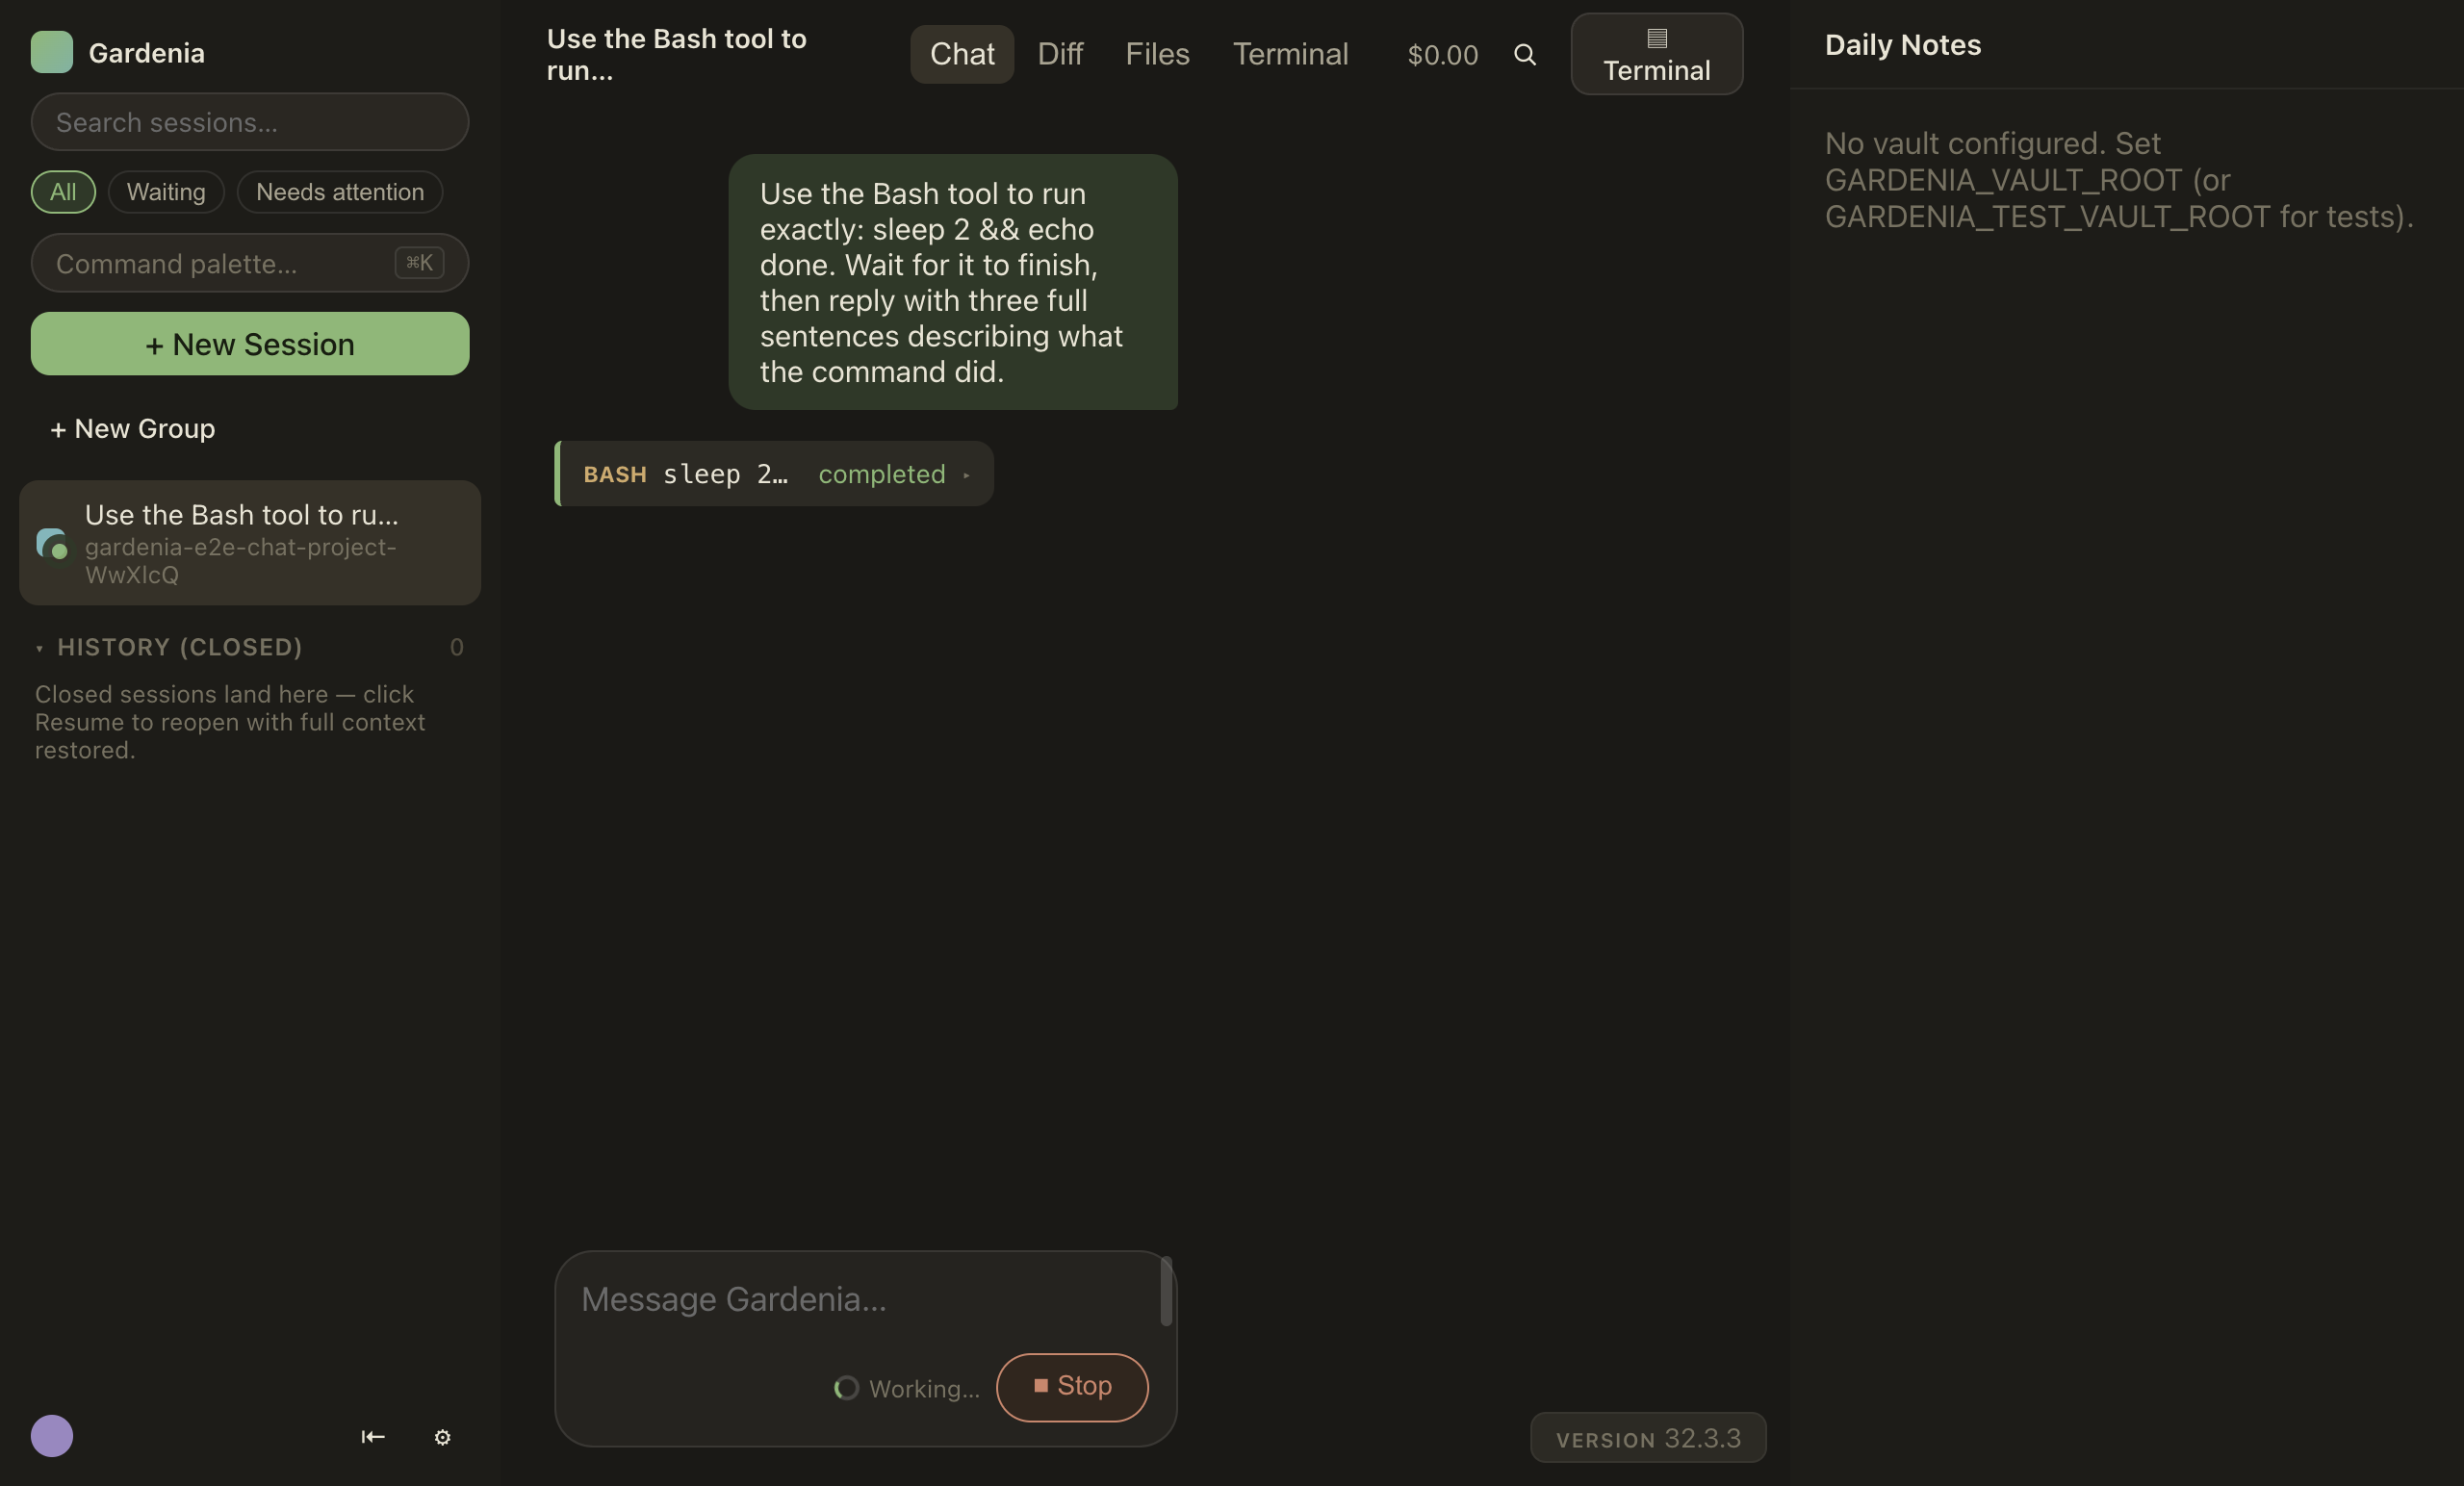 Gardenia
Search sessions...
All
Waiting
Needs attention
Command palette...
⌘K
+ New Session
+ New Group
Use the Bash tool to ru...
gardenia-e2e-chat-project-
WwXlcQ
HISTORY (CLOSED)
0
Closed sessions land here — click
Resume to reopen with full context
restored.
Use the Bash tool to
run...
Chat
Diff
Files
Terminal
$0.00
Terminal
Use the Bash tool to run
exactly: sleep 2 && echo
done. Wait for it to finish,
then reply with three full
sentences describing what
the command did.
BASH sleep 2… completed
Message Gardenia...
Working...
Stop
VERSION 32.3.3
Daily Notes
No vault configured. Set
GARDENIA_VAULT_ROOT (or
GARDENIA_TEST_VAULT_ROOT for tests).